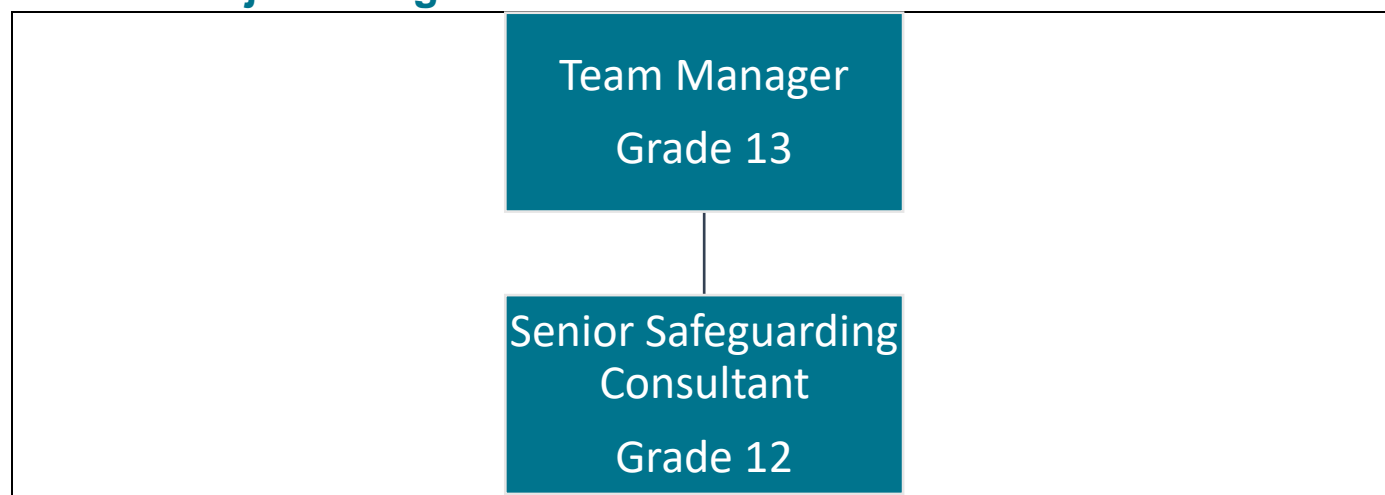 Team Manager
Grade 13
Senior Safeguarding
Consultant
Grade 12